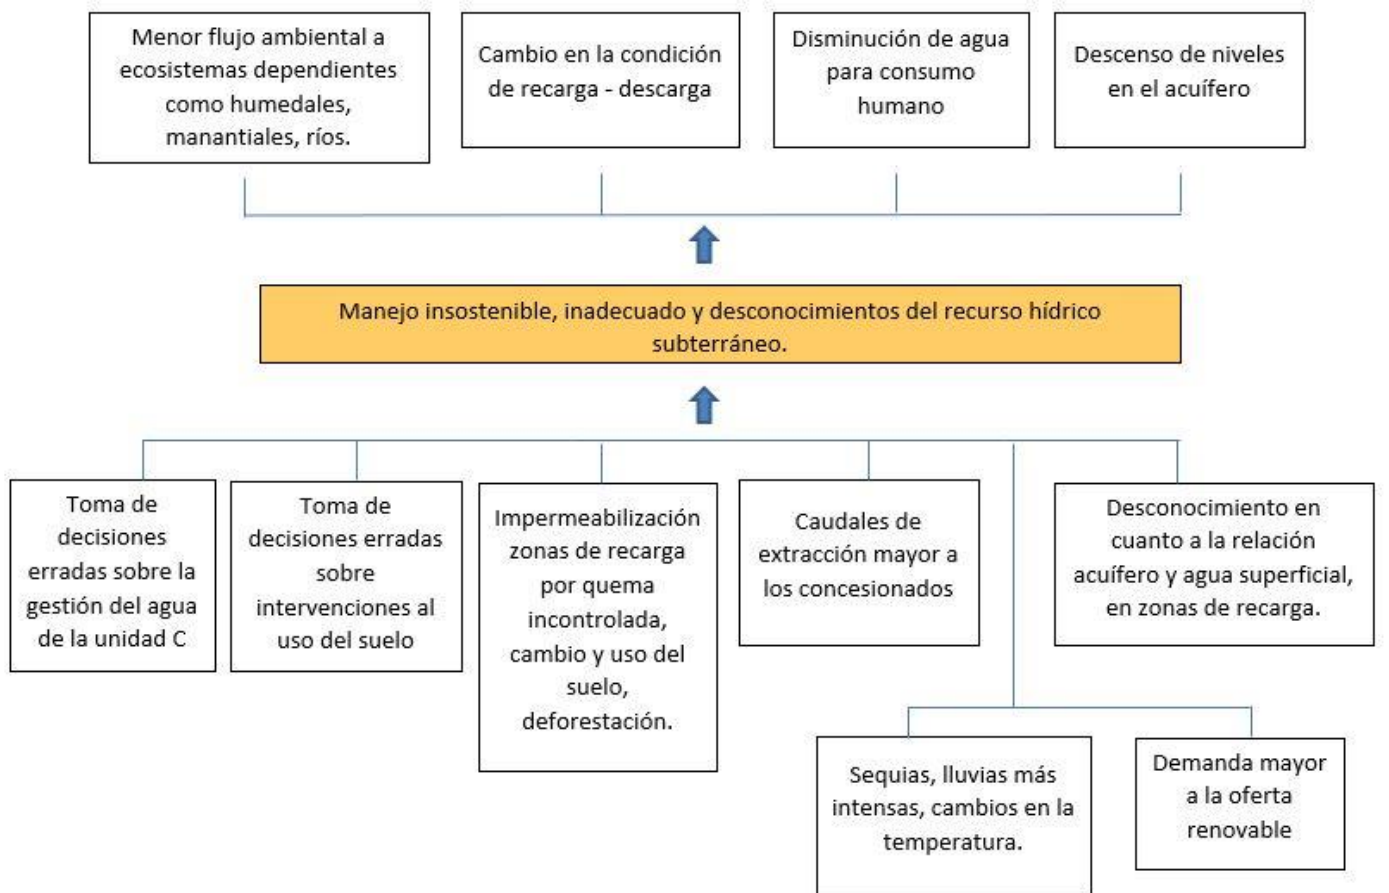 Menor flujo ambiental a
ecosistemas dependientes
como humedales,
manantiales, ríos.
Cambio en la condición
de recarga - descarga
Disminución de agua
para consumo
humano
Descenso de niveles
en el acuífero
Manejo insostenible, inadecuado y desconocimientos del recurso hídrico
subterráneo.
Toma de
decisiones
erradas sobre la
gestión del agua
de la unidad C
Toma de
decisiones erradas
sobre
intervenciones al
uso del suelo
Impermeabilización
zonas de recarga
por quema
incontrolada,
cambio y uso del
suelo,
deforestación.
Caudales de
extracción mayor a
los concesionados
Desconocimiento en
cuanto a la relación
acuífero y agua superficial,
en zonas de recarga.
Sequias, lluvias más
intensas, cambios en la
temperatura.
Demanda mayor
a la oferta
renovable